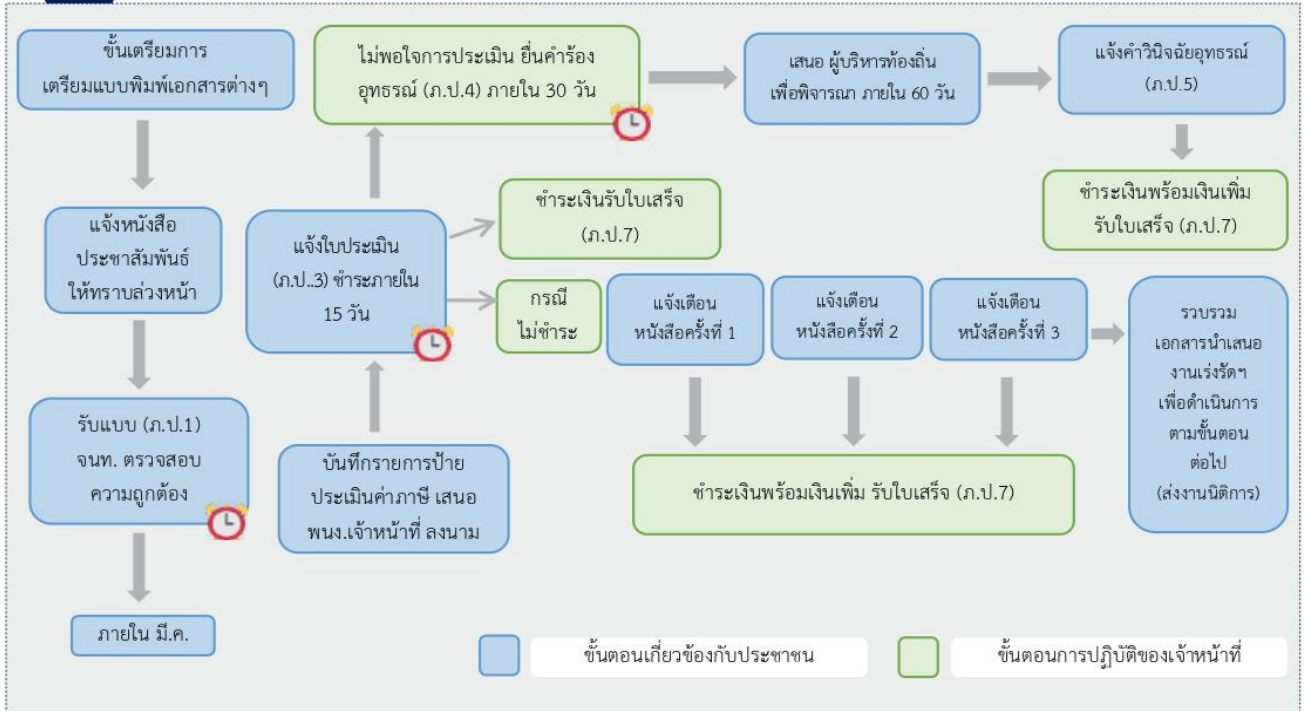 ขั้นเตรียมการ
เตรียมแบบพิมพ์เอกสารต่างๆ
แจ้งหนังสือ
ประชาสัมพันธ์
ให้ทราบล่วงหน้า
รับแบบ (ภ.ป.1)
จนท. ตรวจสอบ
ความถูกต้อง
ภายใน มี.ค.
บันทึกรายการป้าย
ประเมินค่าภาษี เสนอ
พนง.เจ้าหน้าที่ ลงนาม
แจ้งใบประเมิน
(ภ.ป..3) ชำระภายใน
15 วัน
ไม่พอใจการประเมิน ยื่นคำร้อง
อุทธรณ์ (ภ.ป.4) ภายใน 30 วัน
เสนอ ผู้บริหารท้องถิ่น
เพื่อพิจารณา ภายใน 60 วัน
แจ้งคำวินิจฉัยอุทธรณ์
(ภ.ป.5)
ชำระเงินพร้อมเงินเพิ่ม
รับใบเสร็จ (ภ.ป.7)
ชำระเงินรับใบเสร็จ
(ภ.ป.7)
กรณี
ไม่ชำระ
แจ้งเตือน
หนังสือครั้งที่ 1
แจ้งเตือน
หนังสือครั้งที่ 2
แจ้งเตือน
หนังสือครั้งที่ 3
รวบรวม
เอกสารนำเสนอ
งานเร่งรัดฯ
เพื่อดำเนินการ
ตามขั้นตอน
ต่อไป
(ส่งงานนิติการ)
ชำระเงินพร้อมเงินเพิ่ม รับใบเสร็จ (ภ.ป.7)
ขั้นตอนเกี่ยวข้องกับประชาชน
ขั้นตอนการปฏิบัติของเจ้าหน้าที่